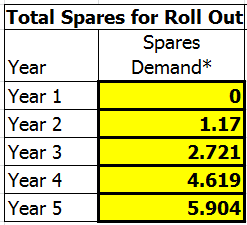 Total Spares for Roll Out
Spares
Year Demand*
Year 1 0
Year 2 1.17
Year 3 2.721
Year 4 4.619
Year 5 5.904